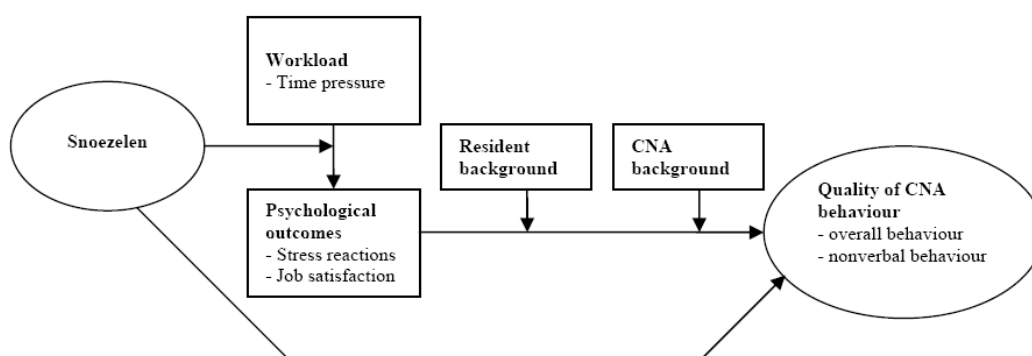 Workload
- Time pressure
Snoezelen
Resident
background
CNA
background
Psychological
outcomes
- Stress reactions
- Job satisfaction
Quality of CNA
behaviour
- overall behaviour
- nonverbal behaviour